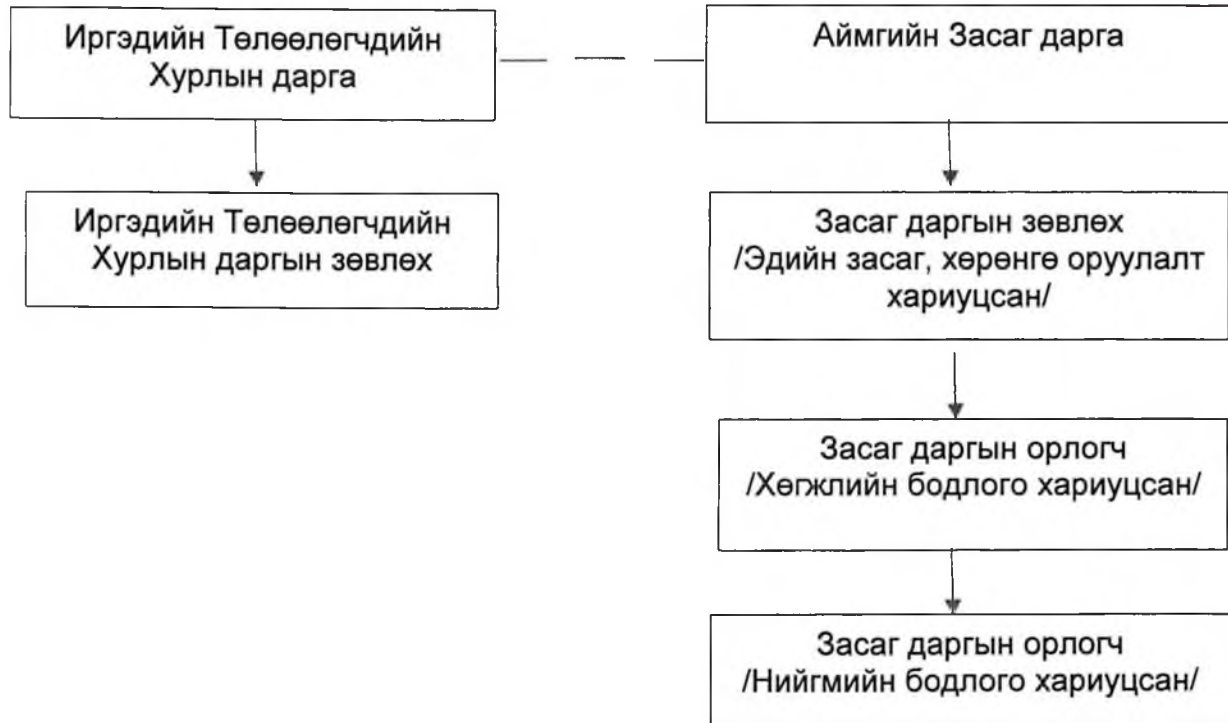 Иргэдийн Төлөөлөгчдийн
Хурлын дарга
Аймгийн Засаг дарга
Иргэдийн Төлөөлөгчдийн
Хурлын даргын зөвлөх
Засаг даргын зөвлөх
/Эдийн засаг, хөрөнгө оруулалт
хариуцсан/
Засаг даргын орлогч
/Хөгжлийн бодлого хариуцсан/
Засаг даргын орлогч
/Нийгмийн бодлого хариуцсан/